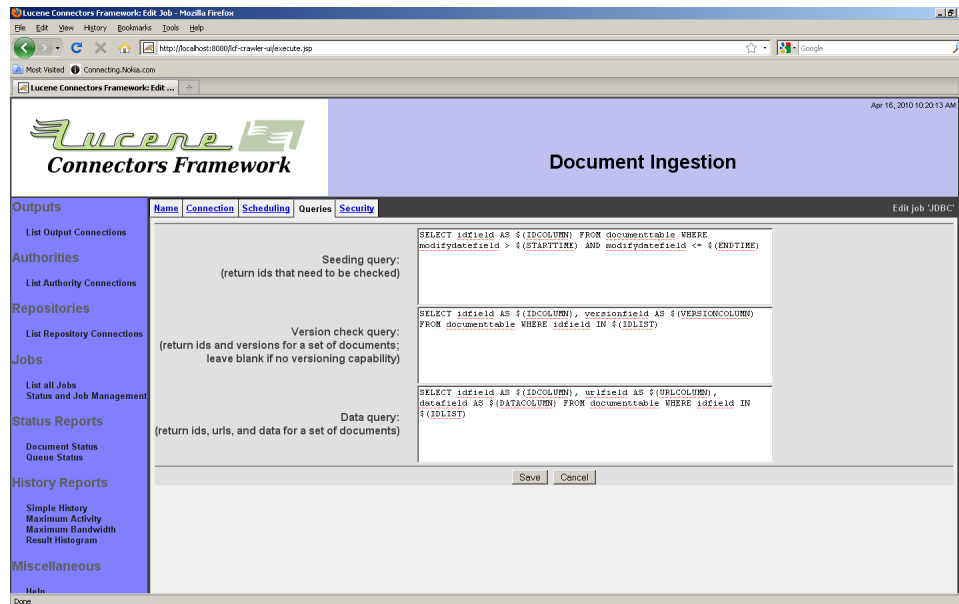 Lucene Connectors Framework: Edit Job - Mozilla Firefox
File Edit View History Bookmarks Tools Help
http://localhost:8080/lcf-crawler-ui/execute.jsp
Google
Most Visited Connecting.Nokia.com
Lucene Connectors Framework: Edit ...
Apr 16, 2010 10:20:13 AM
Lucene
Connectors Framework
Document Ingestion
Outputs
List Output Connections
Authorities
List Authority Connections
Repositories
List Repository Connections
Jobs
List all Jobs
Status and Job Management
Status Reports
Document Status
Queue Status
History Reports
Simple History
Maximum Activity
Maximum Bandwidth
Result Histogram
Miscellaneous
Help
Name Connection Scheduling Queries Security
Edit job 'JDBC'
Seeding query:
(return ids that need to be checked)
SELECT idfield AS $(IDCOLUMN) FROM documenttable WHERE
modifydatefield > $(STARTTIME) AND modifydatefield <= $(ENDTIME)
Version check query:
(return ids and versions for a set of documents;
leave blank if no versioning capability)
SELECT idfield AS $(IDCOLUMN), versionfield AS $(VERSIONCOLUMN)
FROM documenttable WHERE idfield IN $(IDLIST)
Data query:
(return ids, urls, and data for a set of documents)
SELECT idfield AS $(IDCOLUMN), urlfield AS $(URLCOLUMN),
datafield AS $(DATACOLUMN) FROM documenttable WHERE idfield IN
$(IDLIST)
Save Cancel
Done